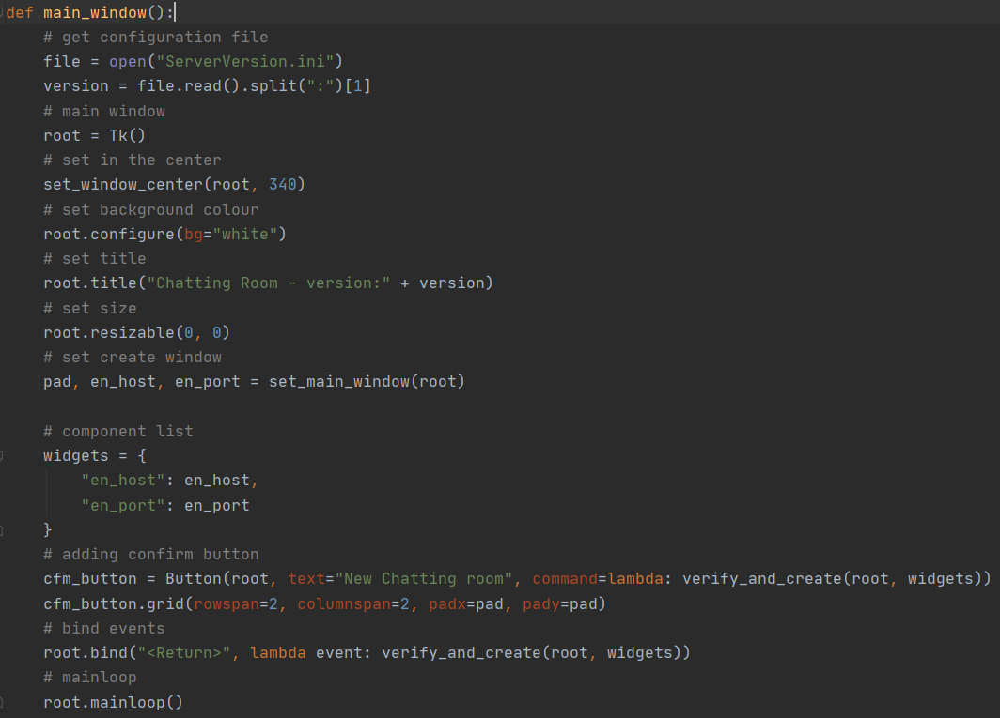 def main_window():
    # get configuration file
    file = open("ServerVersion.ini")
    version = file.read().split(":")[1]
    # main window
    root = Tk()
    # set in the center
    set_window_center(root, 340)
    # set background colour
    root.configure(bg="white")
    # set title
    root.title("Chatting Room - version:" + version)
    # set size
    root.resizable(0, 0)
    # set create window
    pad, en_host, en_port = set_main_window(root)

    # component list
    widgets = {
        "en_host": en_host,
        "en_port": en_port
    }
    # adding confirm button
    cfm_button = Button(root, text="New Chatting room", command=lambda: verify_and_create(root, widgets))
    cfm_button.grid(rowspan=2, columnspan=2, padx=pad, pady=pad)
    # bind events
    root.bind("<Return>", lambda event: verify_and_create(root, widgets))
    # mainloop
    root.mainloop()